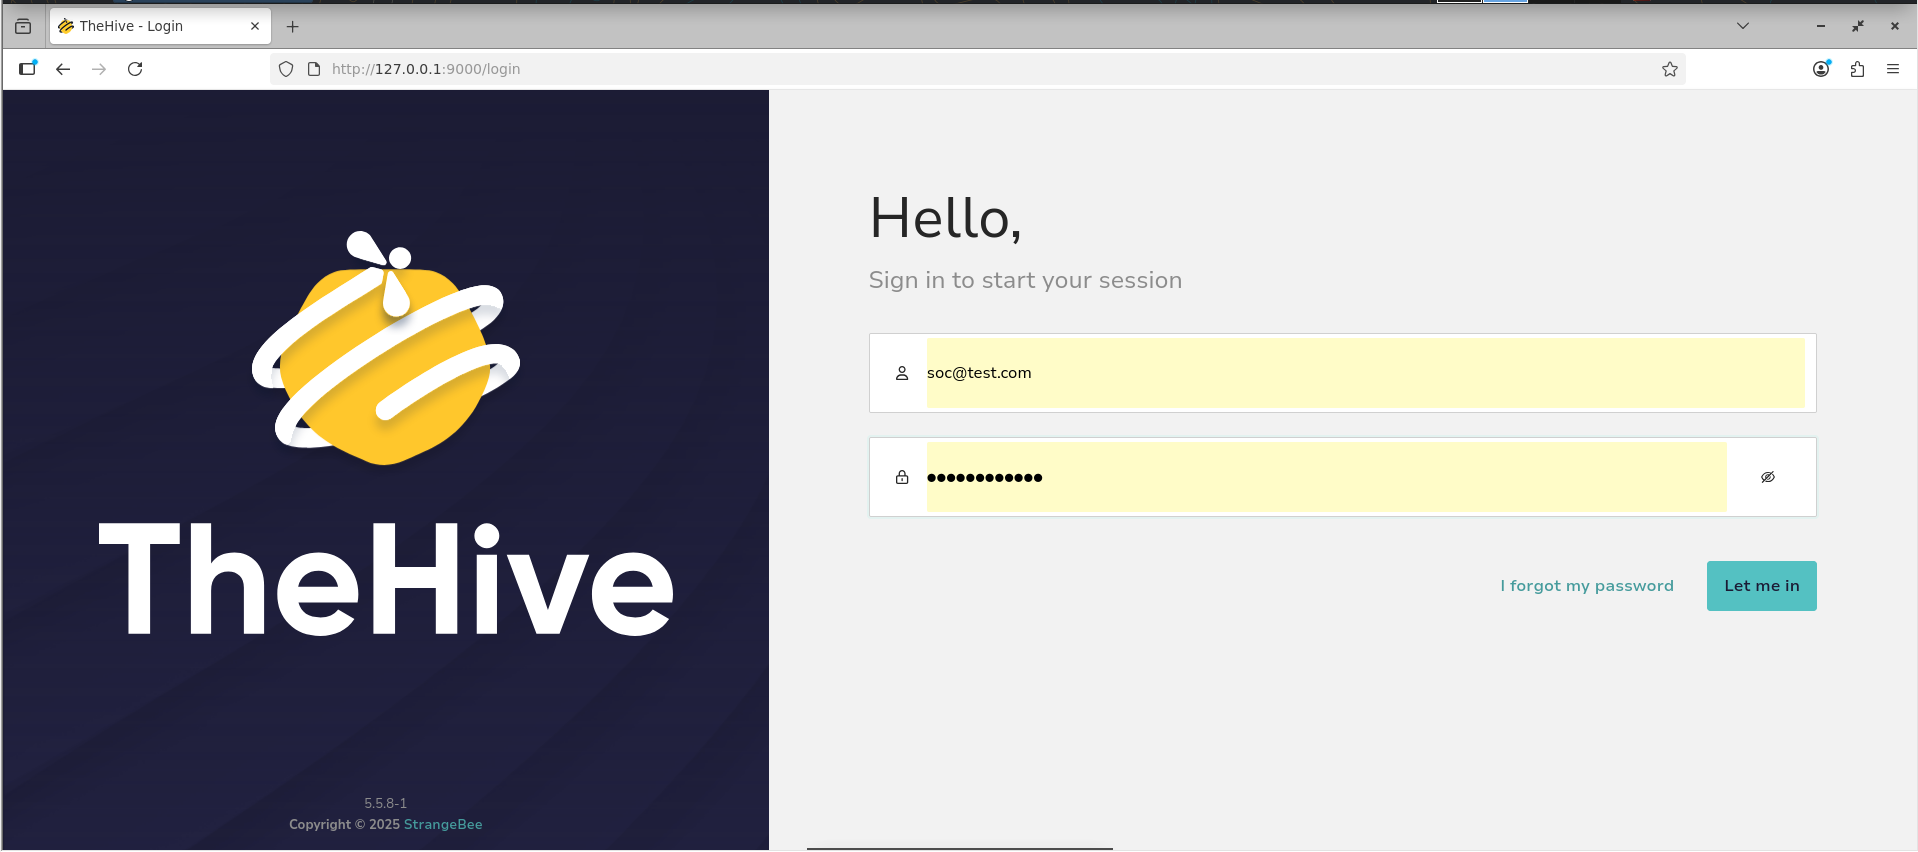 TheHive - Login
http://127.0.0.1:9000/login
Hello,
Sign in to start your session
soc@test.com
I forgot my password
Let me in
TheHive
5.5.8-1
Copyright © 2025 StrangeBee